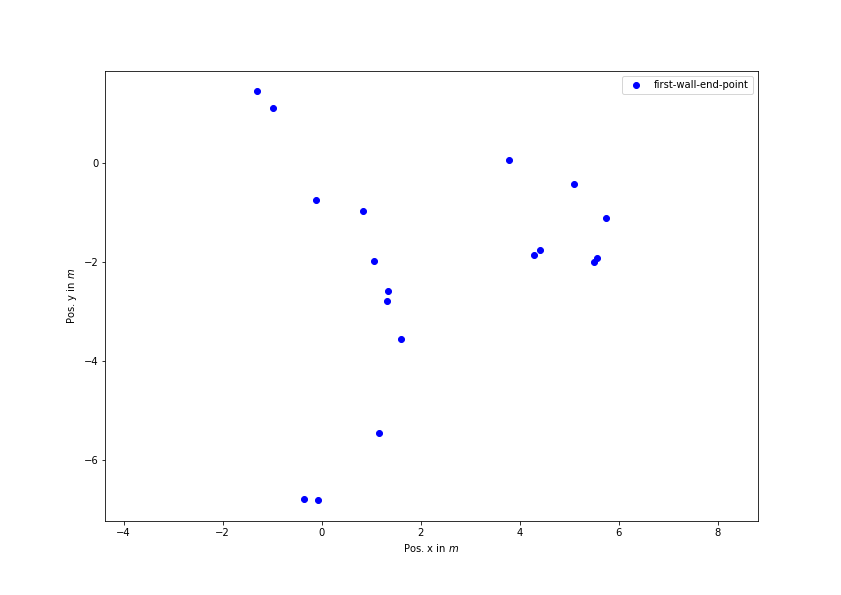 first-wall-end-point
0
−2
−4
−6
Pos. y in m
−4 −2 0 2 4 6 8
Pos. x in m